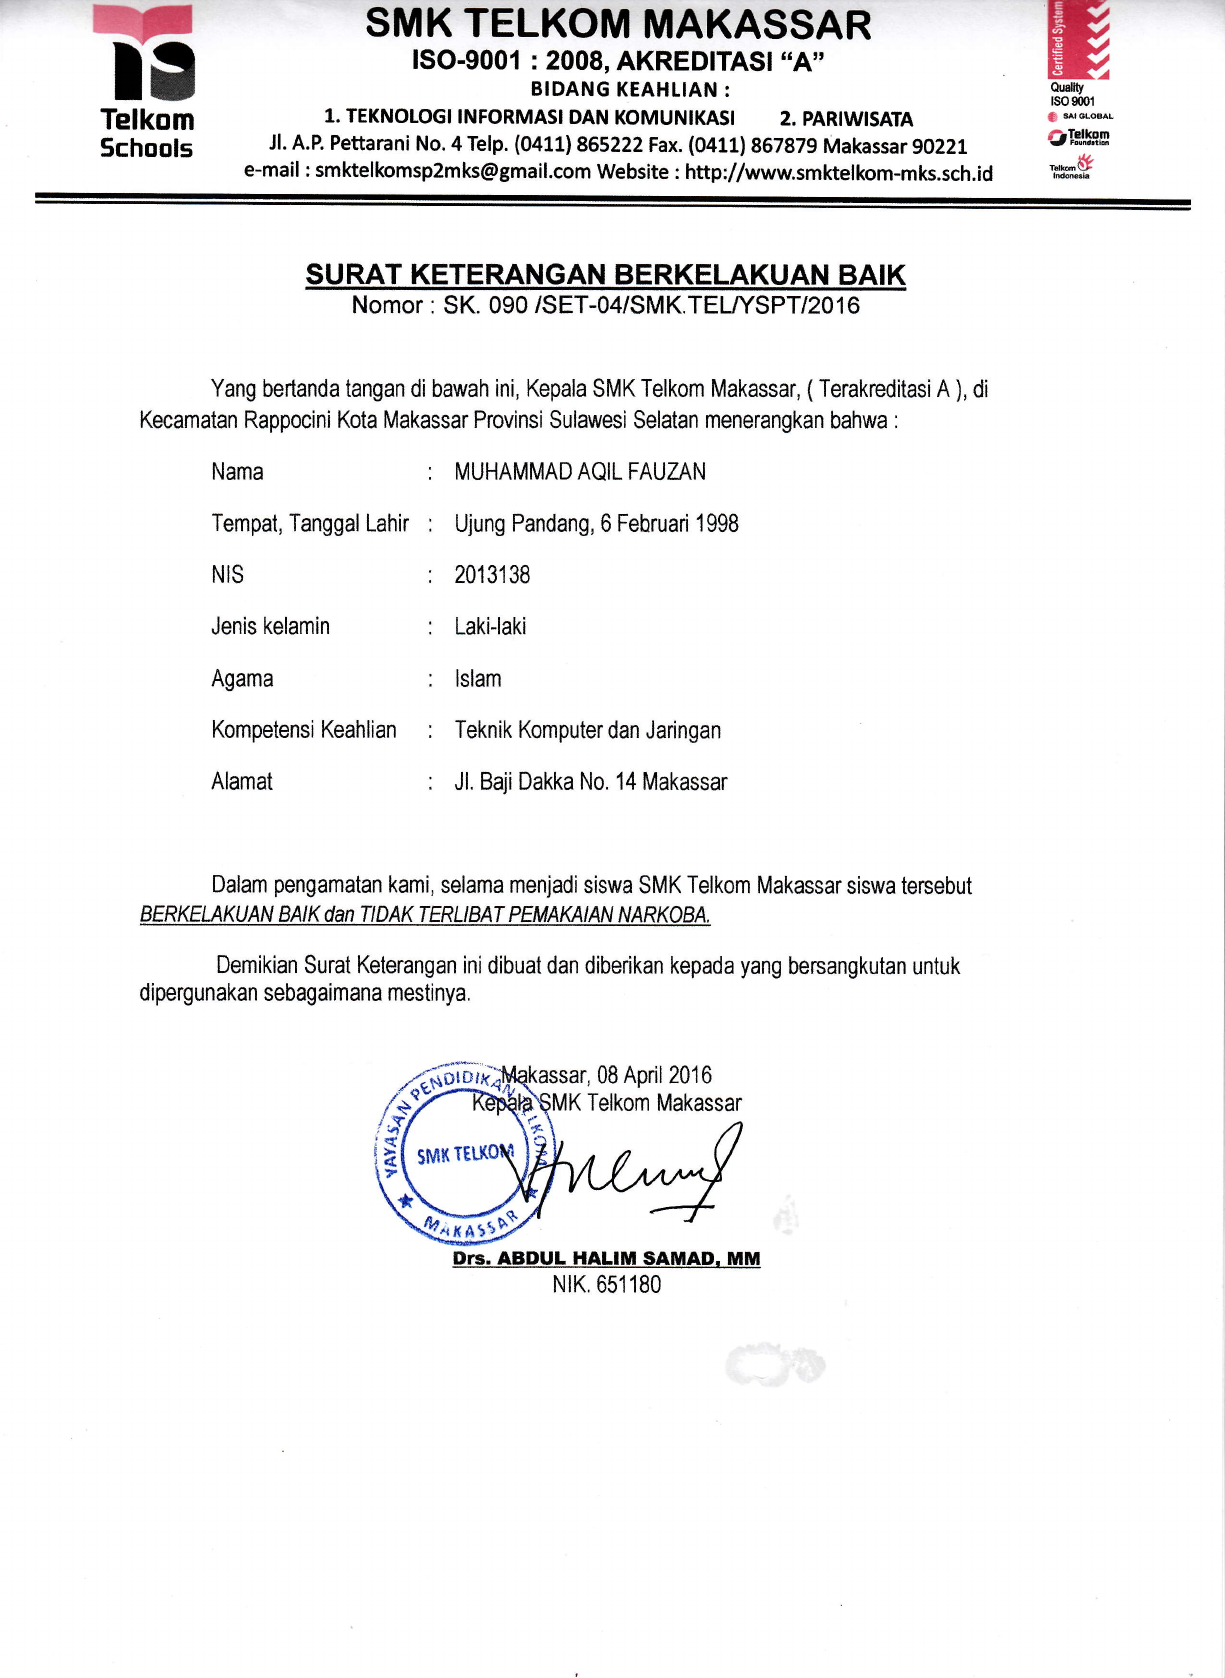 SMK TELKOM MAKASSAR
ISO-9001 : 2008, AKREDITASI “A”
BIDANG KEAHLIAN :
1. TEKNOLOGI INFORMASI DAN KOMUNIKASI 2. PARIWISATA
Jl. A.P. Pettarani No. 4 Telp. (0411) 865222 Fax. (0411) 867879 Makassar 90221
e-mail : smktelkomsp2mks@gmail.com Website : http://www.smktelkom-mks.sch.id
Telkom
Schools
Certified System
Quality
ISO 9001
SAI GLOBAL
Telkom
Foundation
Telkom
Indonesia
SURAT KETERANGAN BERKELAKUAN BAIK
Nomor : SK. 090 /SET-04/SMK.TEL/YSPT/2016
Yang bertanda tangan di bawah ini, Kepala SMK Telkom Makassar, ( Terakreditasi A ), di
Kecamatan Rappocini Kota Makassar Provinsi Sulawesi Selatan menerangkan bahwa :
Nama : MUHAMMAD AQIL FAUZAN
Tempat, Tanggal Lahir : Ujung Pandang, 6 Februari 1998
NIS : 2013138
Jenis kelamin : Laki-laki
Agama : Islam
Kompetensi Keahlian : Teknik Komputer dan Jaringan
Alamat : Jl. Baji Dakka No. 14 Makassar
Dalam pengamatan kami, selama menjadi siswa SMK Telkom Makassar siswa tersebut
BERKELAKUAN BAIK dan TIDAK TERLIBAT PEMAKAIAN NARKOBA.
Demikian Surat Keterangan ini dibuat dan diberikan kepada yang bersangkutan untuk
dipergunakan sebagaimana mestinya.
Makassar, 08 April 2016
Kepala SMK Telkom Makassar
YAYASAN PENDIDIKAN TELKOM
SMK TELKOM
MAKASSAR
Drs. ABDUL HALIM SAMAD, MM
NIK. 651180